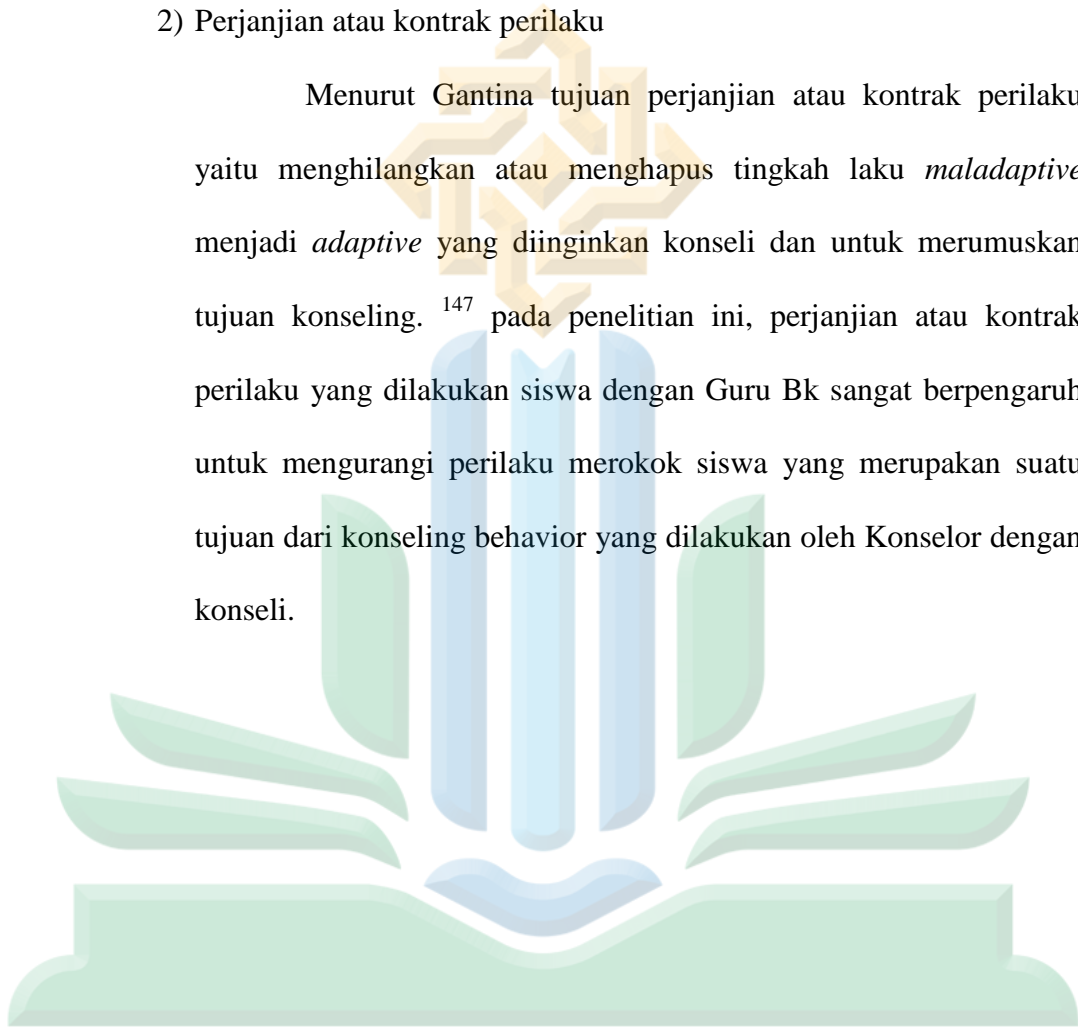 2) Perjanjian atau kontrak perilaku
Menurut Gantina tujuan perjanjian atau kontrak perilaku
yaitu menghilangkan atau menghapus tingkah laku maladaptive
menjadi adaptive yang diinginkan konseli dan untuk merumuskan
tujuan konseling. 147 pada penelitian ini, perjanjian atau kontrak
perilaku yang dilakukan siswa dengan Guru Bk sangat berpengaruh
untuk mengurangi perilaku merokok siswa yang merupakan suatu
tujuan dari konseling behavior yang dilakukan oleh Konselor dengan
konseli.